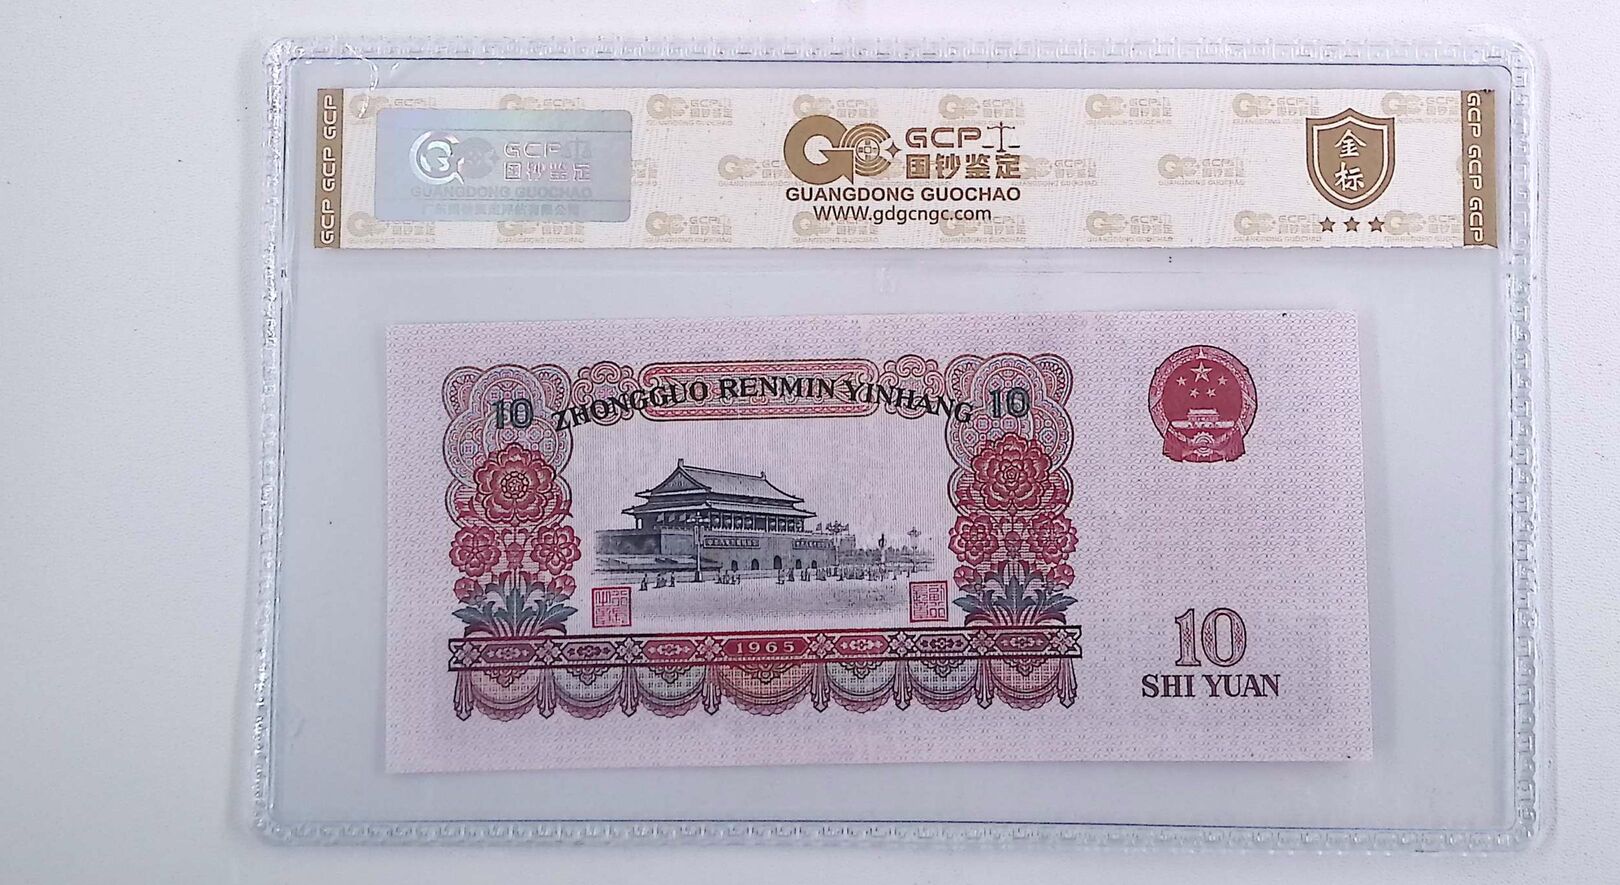 GCP GCP GCP
GCP
国钞鉴定
GUANGDONG GUOCHAO
GCP
国钞鉴定
GUANGDONG GUOCHAO
WWW.gdgcngc.com
金
标
GCP GCP GCP
10 ZHONGGUO RENMIN YINHANG 10
1965
10
SHI YUAN